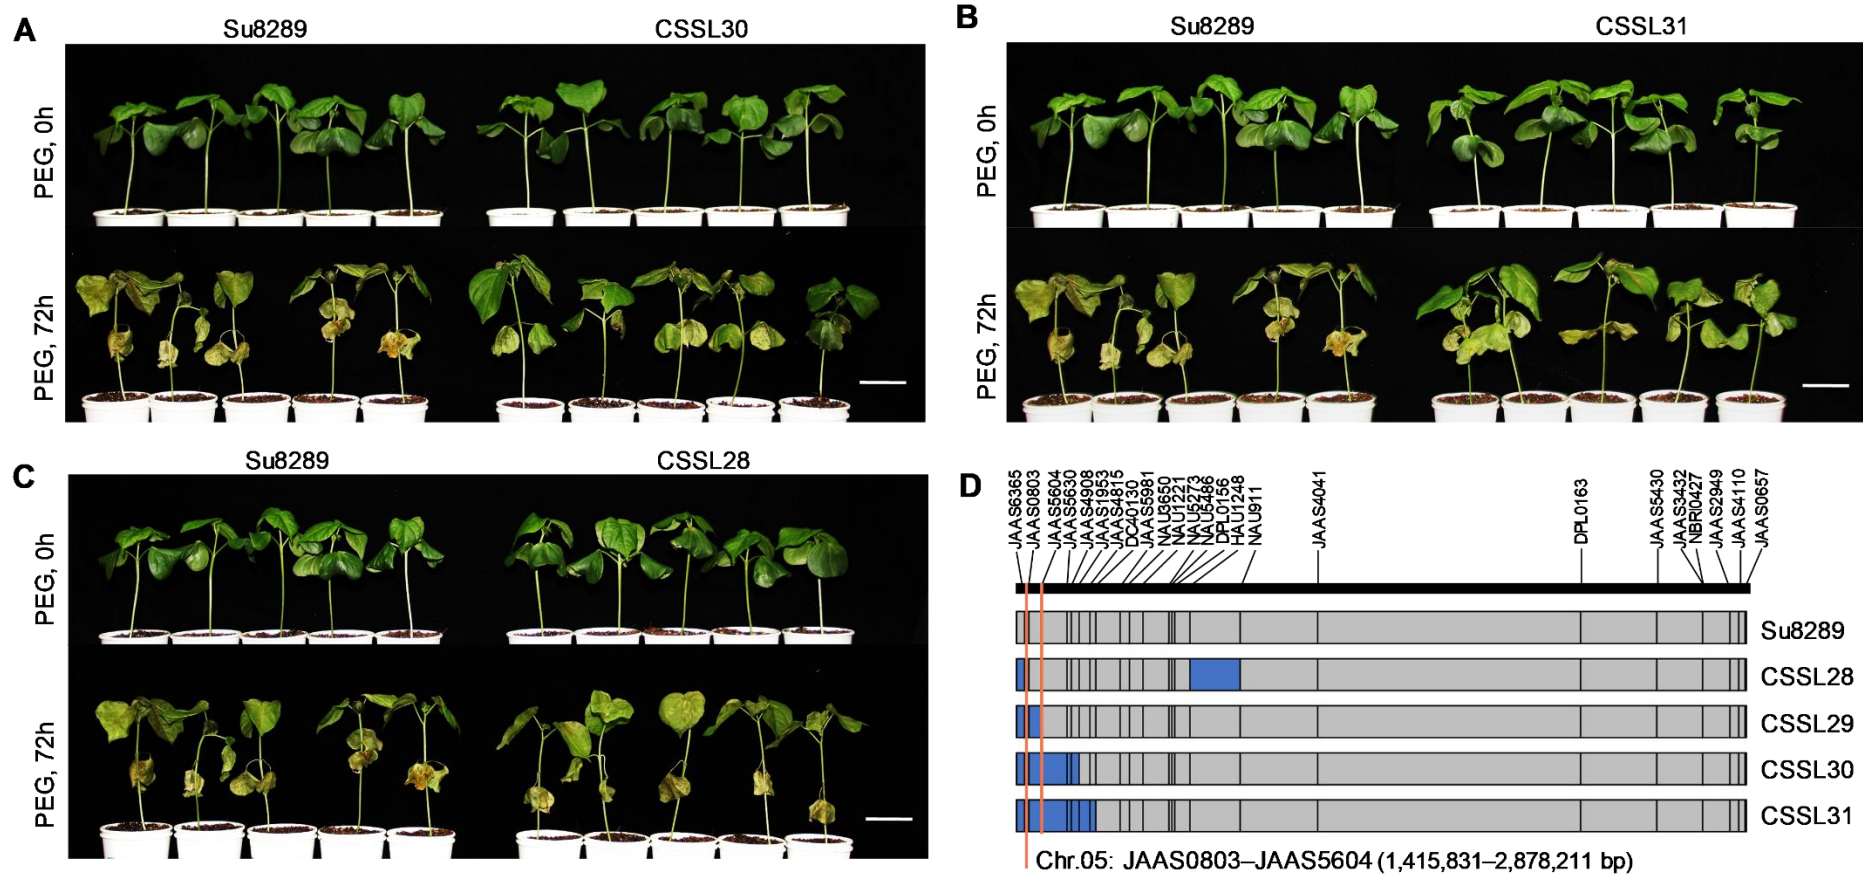 A
Su8289
CSSL30
PEG, 0h
PEG, 72h
B
Su8289
CSSL31
PEG, 0h
PEG, 72h
C
Su8289
CSSL28
PEG, 0h
PEG, 72h
D
JAAS6365
JAAS0803
JAAS5604
JAAS5630
JAAS4908
JAAS1953
JAAS4815
DC40130
JAAS5981
NAU3650
NAU1221
NAU5273
NAU5486
DPL0156
HAU1248
NAU911
JAAS4041
DPL0163
JAAS5430
JAAS3432
NBRI0427
JAAS2949
JAAS4110
JAAS0657
Su8289
CSSL28
CSSL29
CSSL30
CSSL31
Chr.05: JAAS0803–JAAS5604 (1,415,831–2,878,211 bp)